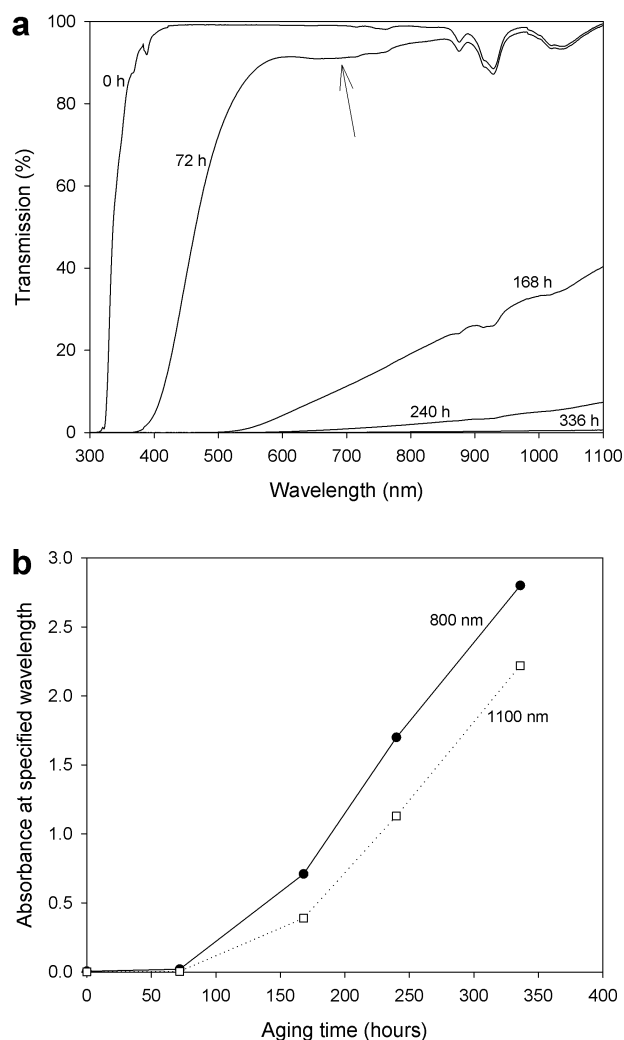 a
100
80
60
40
20
0
Transmission (%)
0 h
72 h
168 h
240 h
336 h
300 400 500 600 700 800 900 1000 1100
Wavelength (nm)
b
3.0
2.5
2.0
1.5
1.0
0.5
0.0
Absorbance at specified wavelength
800 nm
1100 nm
0 50 100 150 200 250 300 350 400
Aging time (hours)